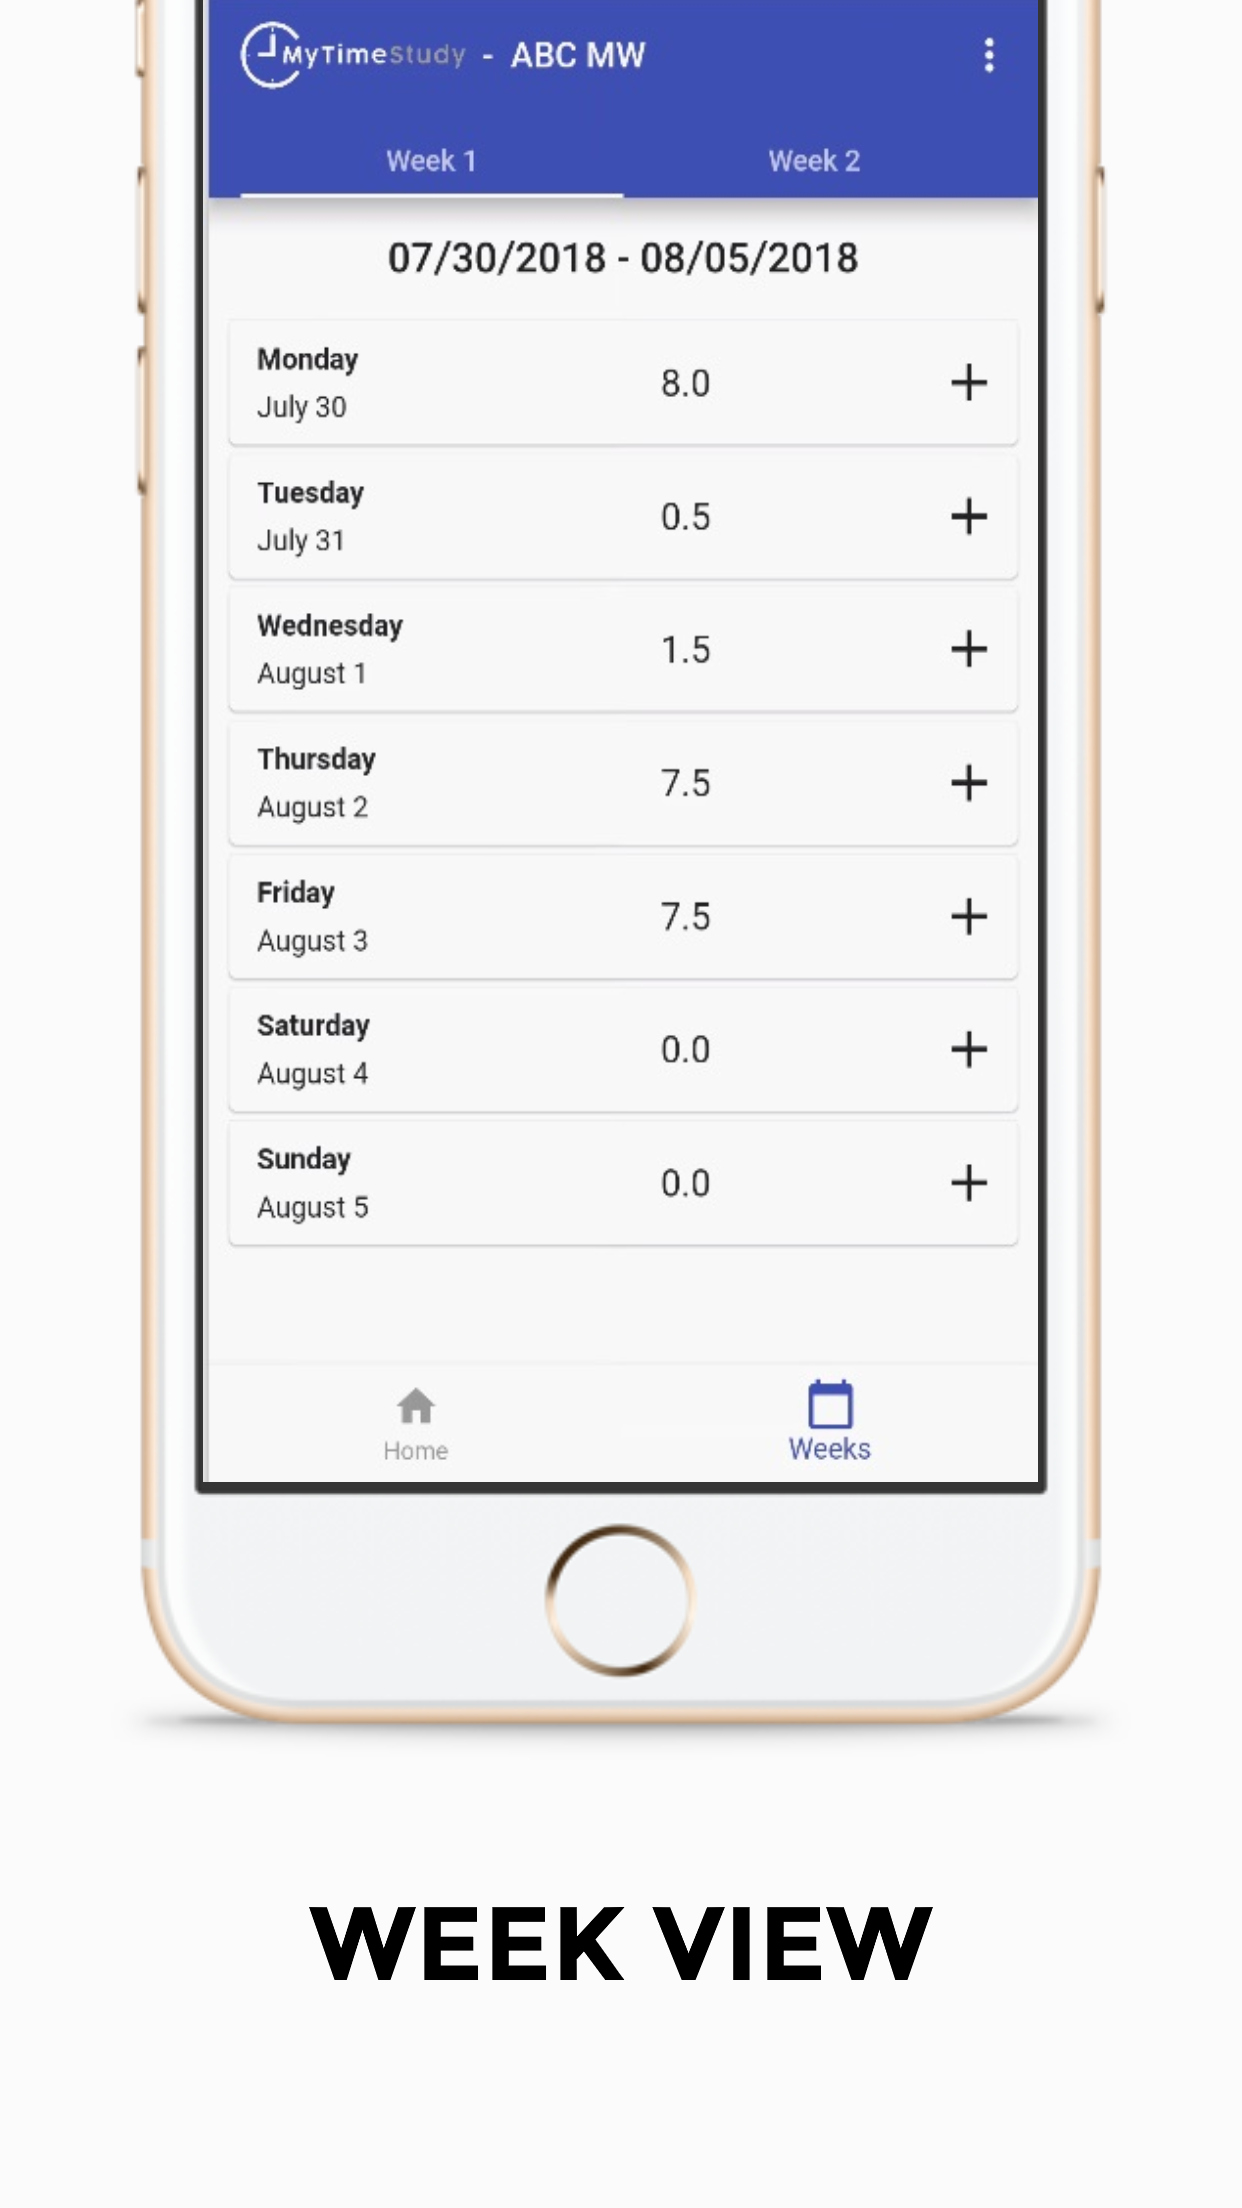 MyTimeStudy - ABC MW
Week 1
Week 2
07/30/2018 - 08/05/2018
Monday
July 30
8.0
Tuesday
July 31
0.5
Wednesday
August 1
1.5
Thursday
August 2
7.5
Friday
August 3
7.5
Saturday
August 4
0.0
Sunday
August 5
0.0
Home
Weeks
WEEK VIEW